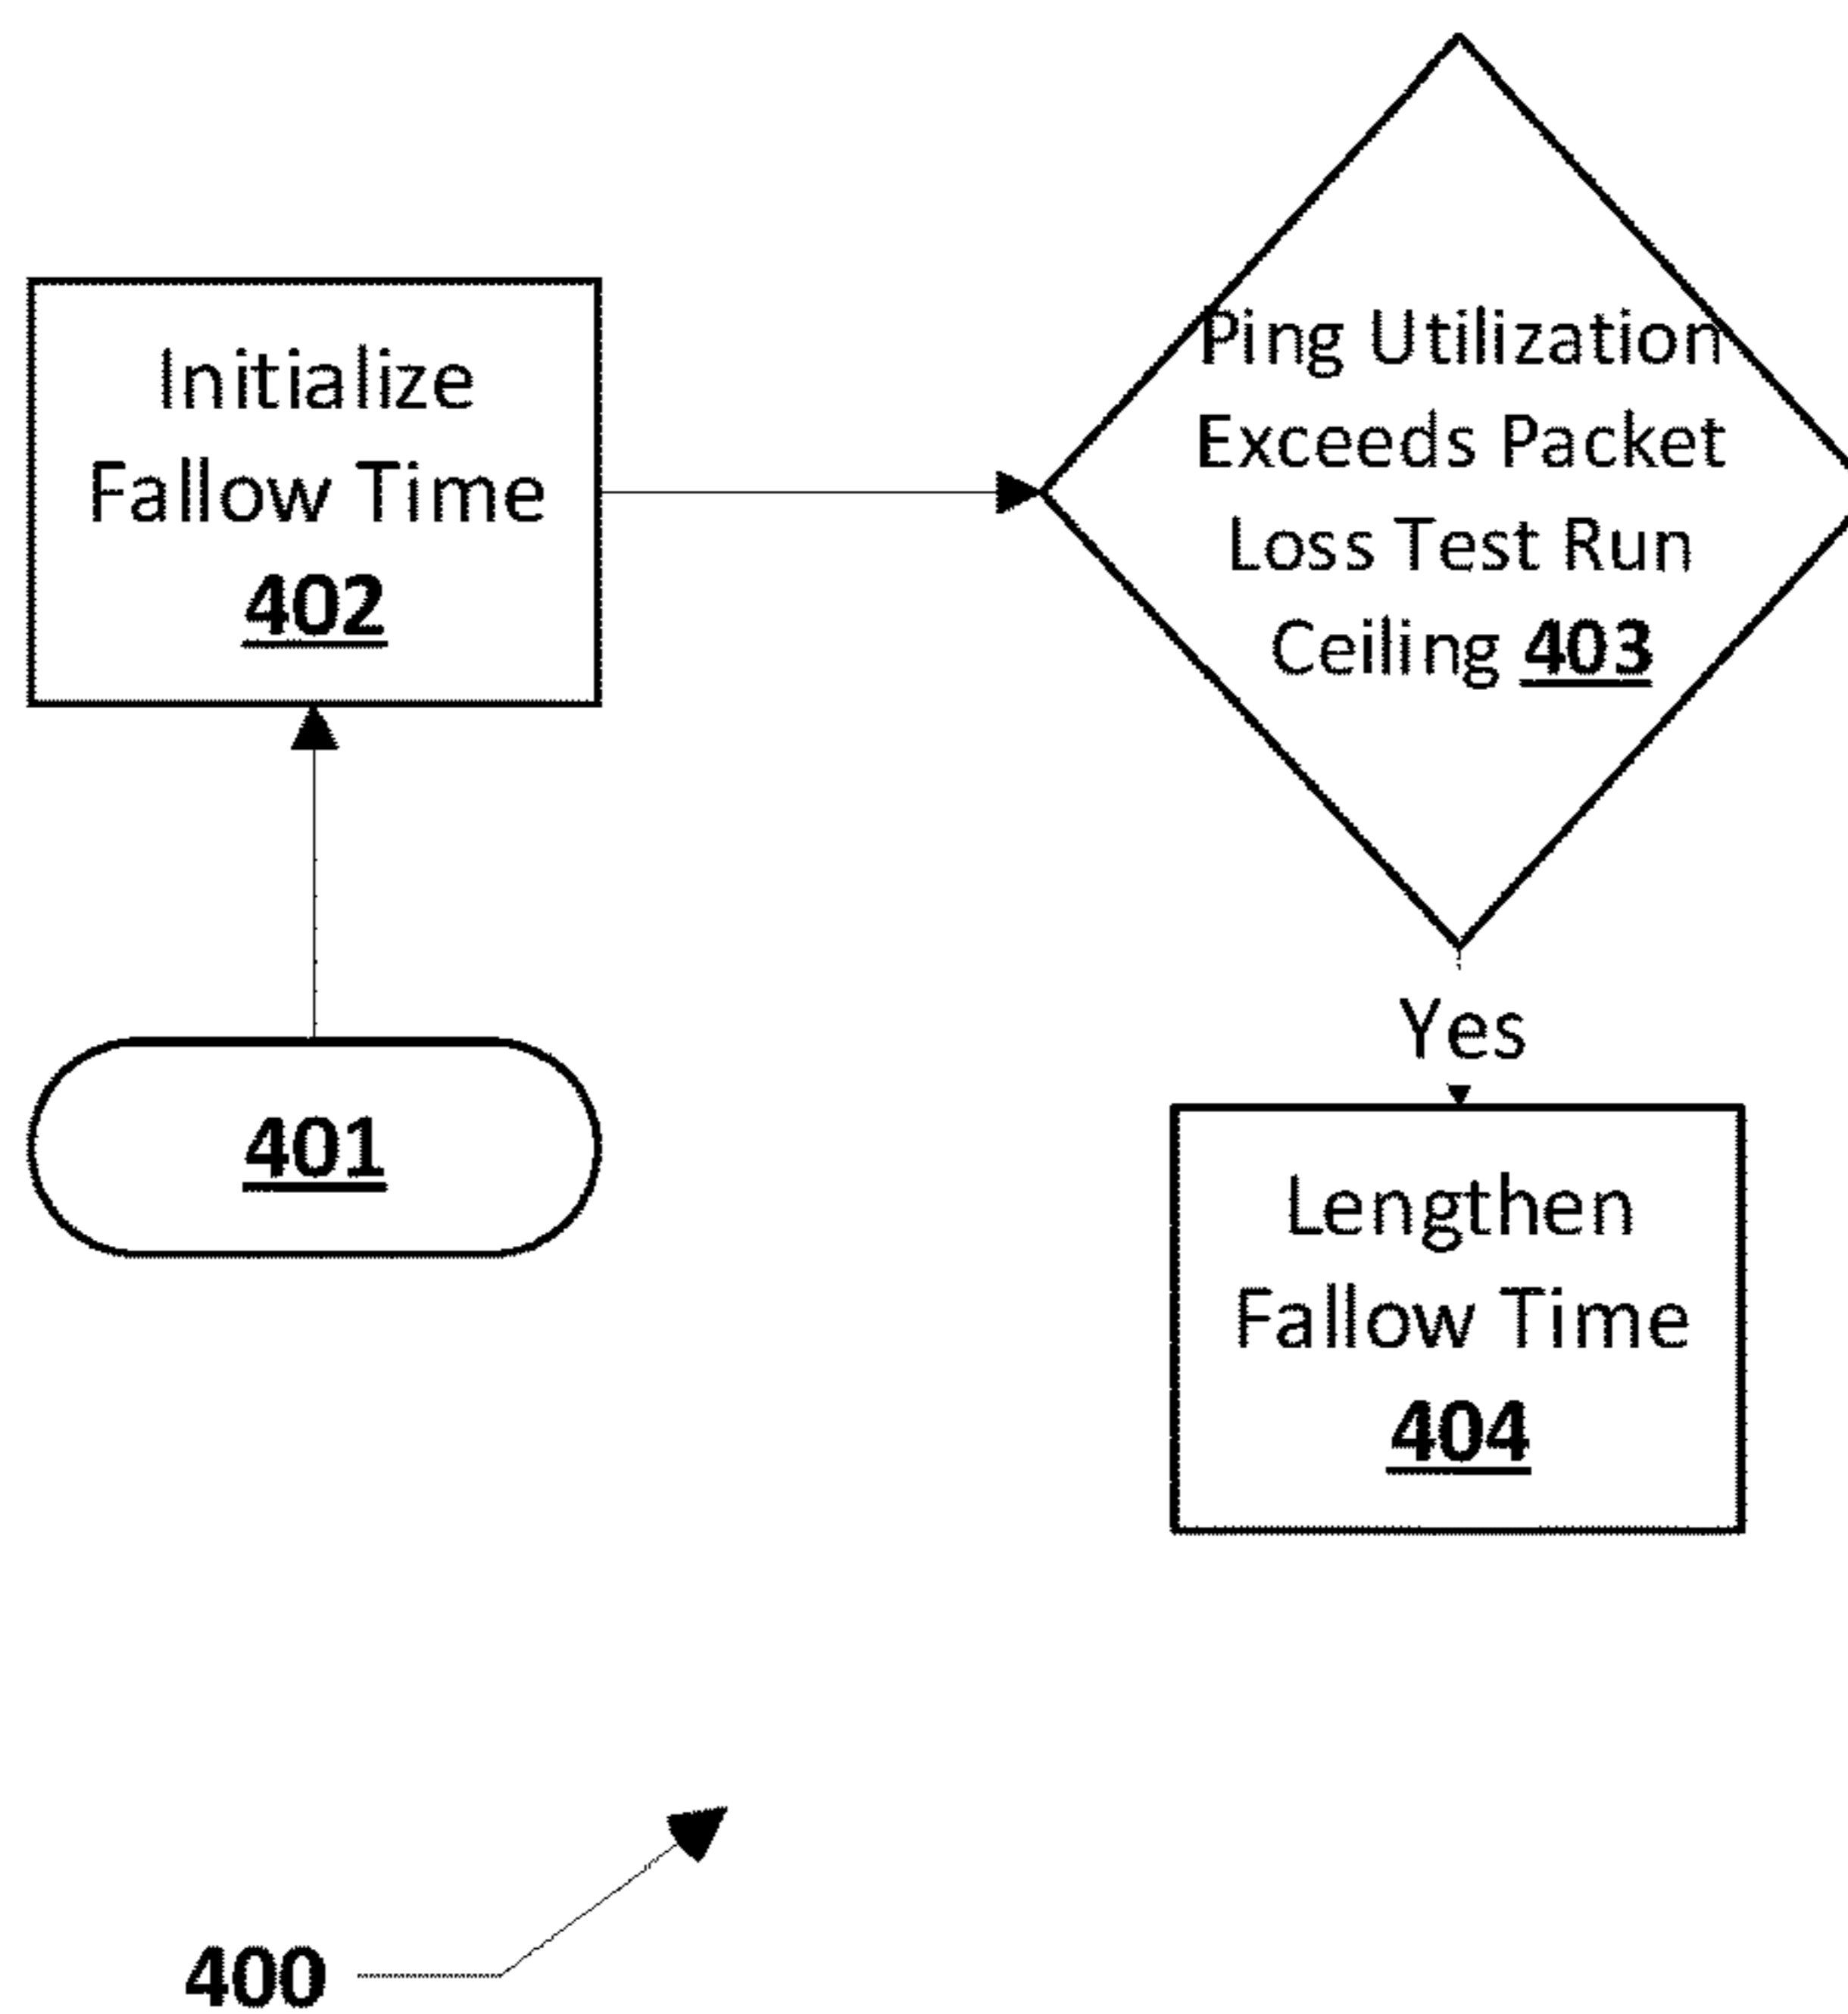 Initialize
Fallow Time
402
Ping Utilization
Exceeds Packet
Loss Test Run
Ceiling 403
Yes
401
Lengthen
Fallow Time
404
400